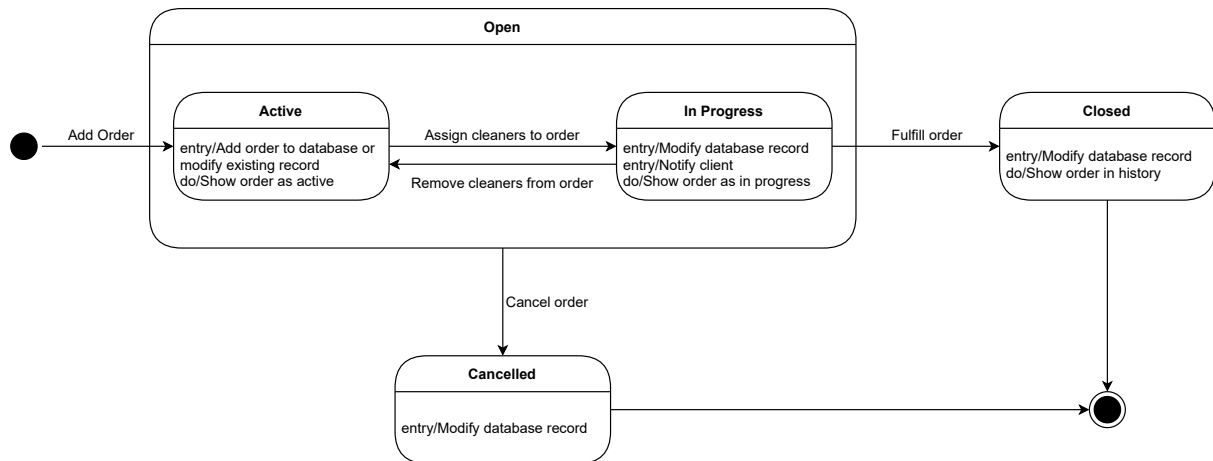 Open
Active
In Progress
Closed
Add Order
entry/Add order to database or
modify existing record
do/Show order as active
Assign cleaners to order
Remove cleaners from order
entry/Modify database record
entry/Notify client
do/Show order as in progress
Fulfill order
entry/Modify database record
do/Show order in history
Cancel order
Cancelled
entry/Modify database record